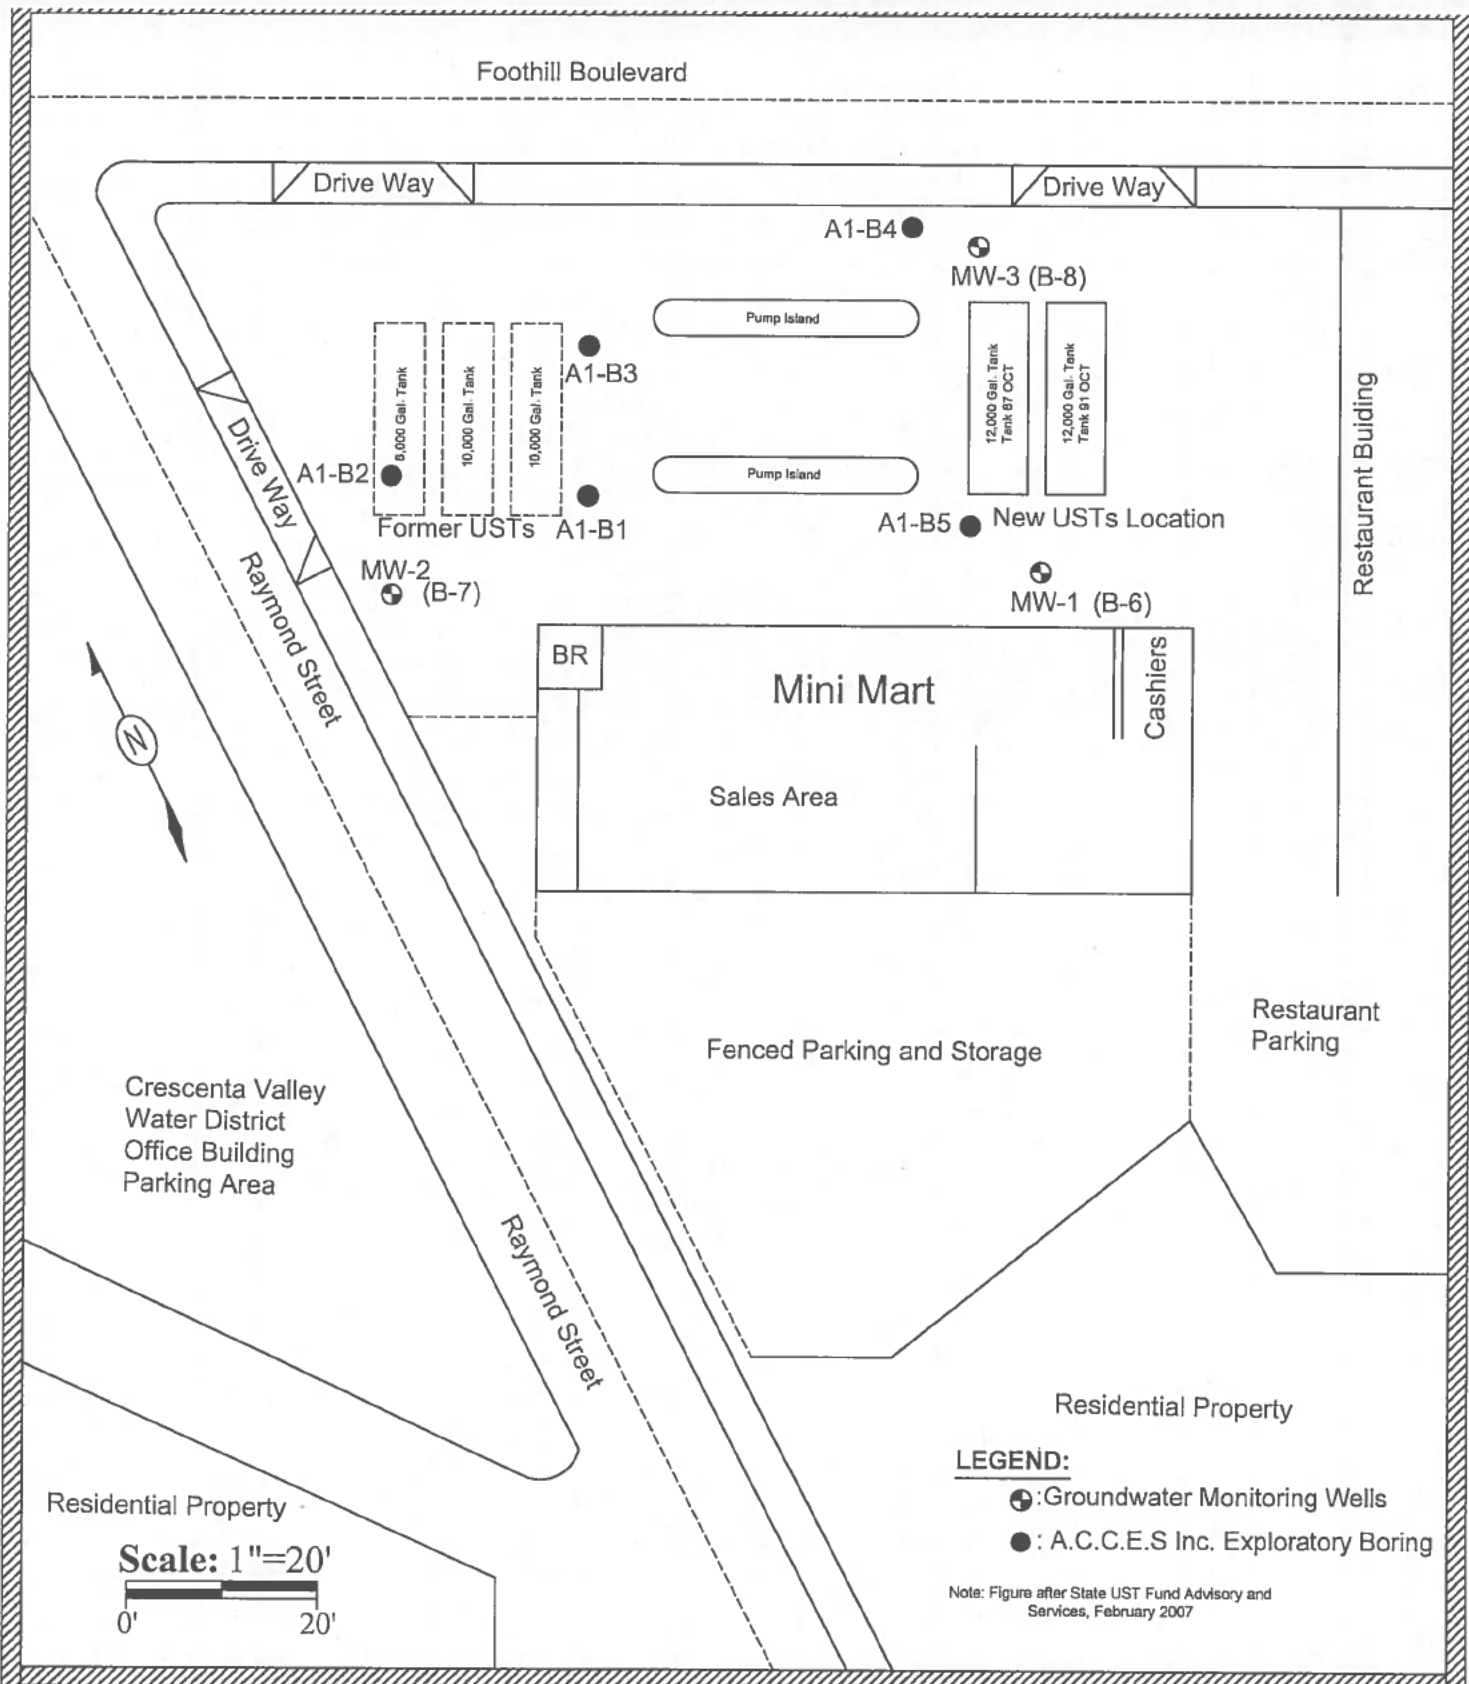 Foothill Boulevard
Drive Way
Drive Way
A1-B4
MW-3 (B-8)
Pump Island
8,000 Gal. Tank
10,000 Gal. Tank
10,000 Gal. Tank
A1-B3
12,000 Gal. Tank
Tank 87 OCT
12,000 Gal. Tank
Tank 91 OCT
Restaurant Buiding
Drive Way
A1-B2
Pump Island
Former USTs
A1-B1
A1-B5
New USTs Location
MW-2
(B-7)
MW-1 (B-6)
Raymond Street
BR
Mini Mart
Cashiers
N
Sales Area
Restaurant
Parking
Fenced Parking and Storage
Crescenta Valley
Water District
Office Building
Parking Area
Raymond Street
Residential Property
LEGEND:
:Groundwater Monitoring Wells
: A.C.C.E.S Inc. Exploratory Boring
Residential Property
Scale: 1"=20'
0' 20'
Note: Figure after State UST Fund Advisory and
Services, February 2007